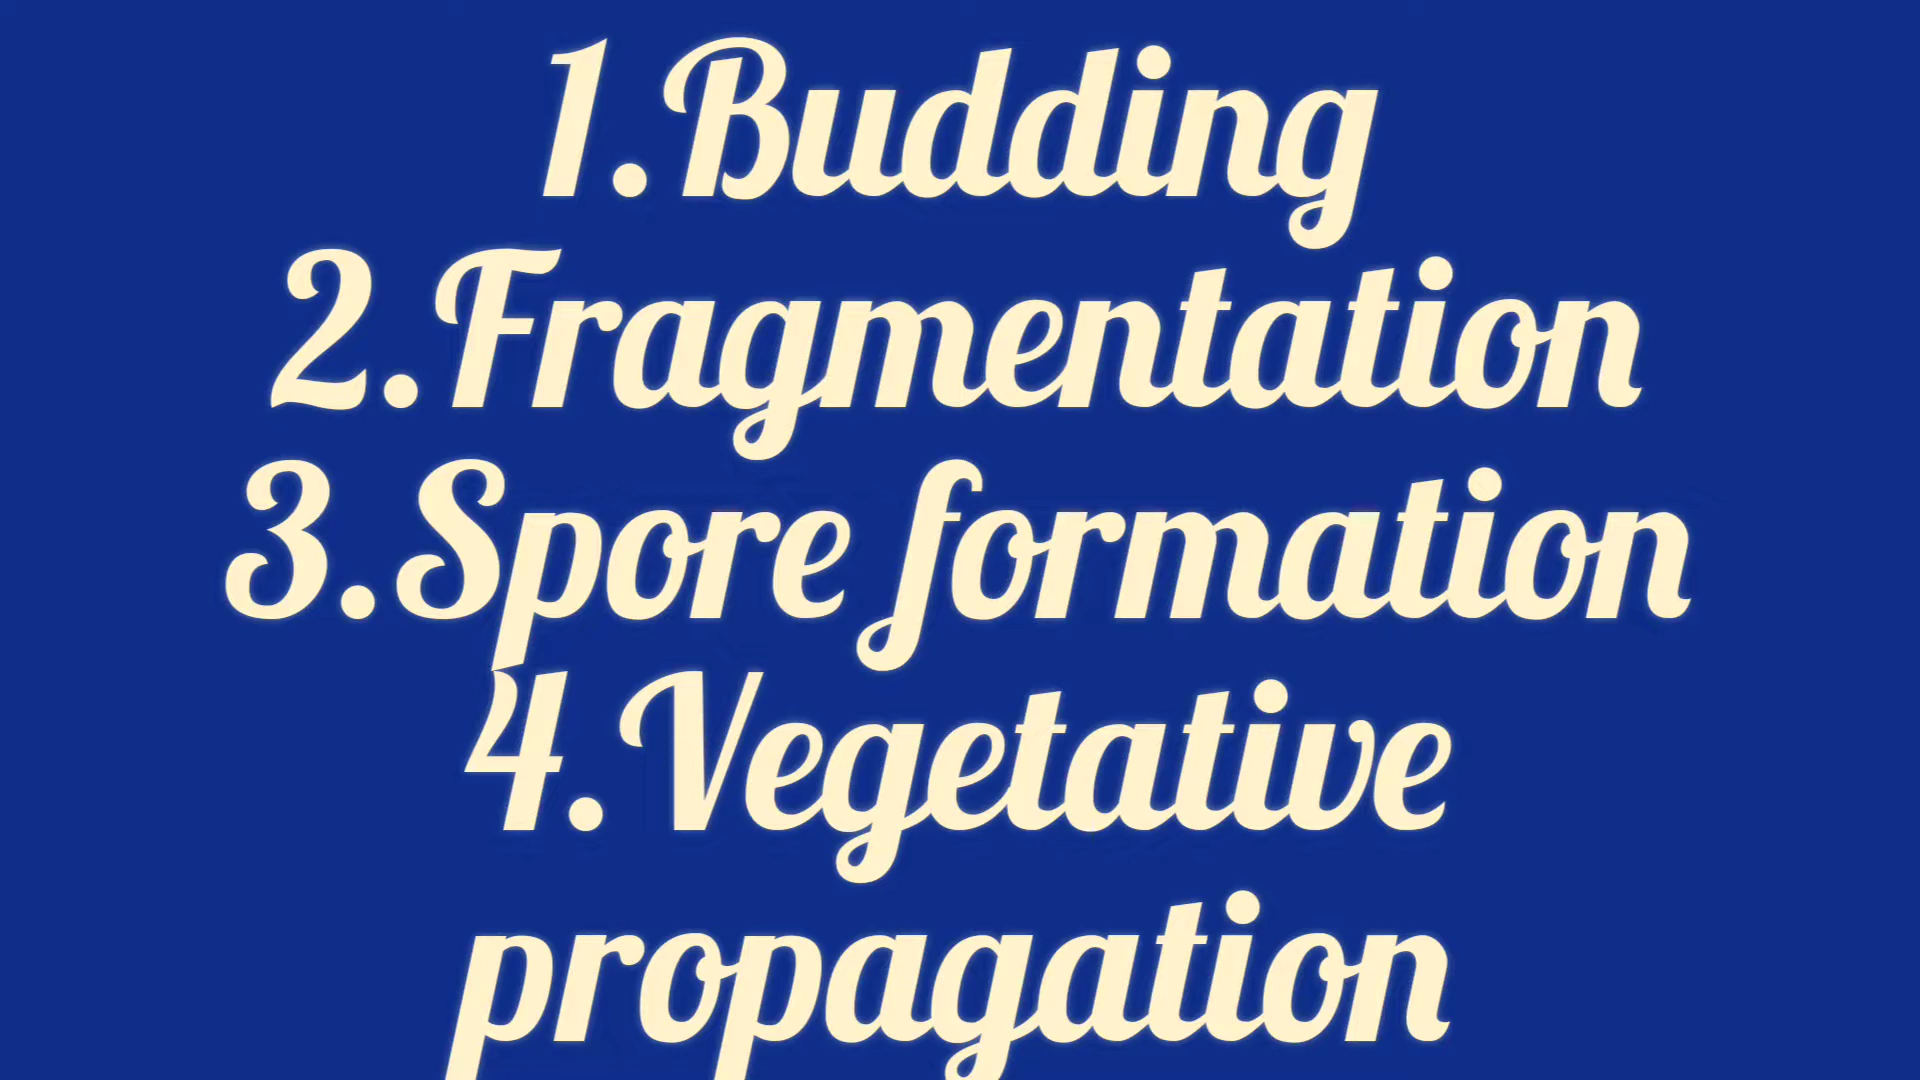 1.Budding
2.Fragmentation
3.Spore formation
4.Vegetative
propagation